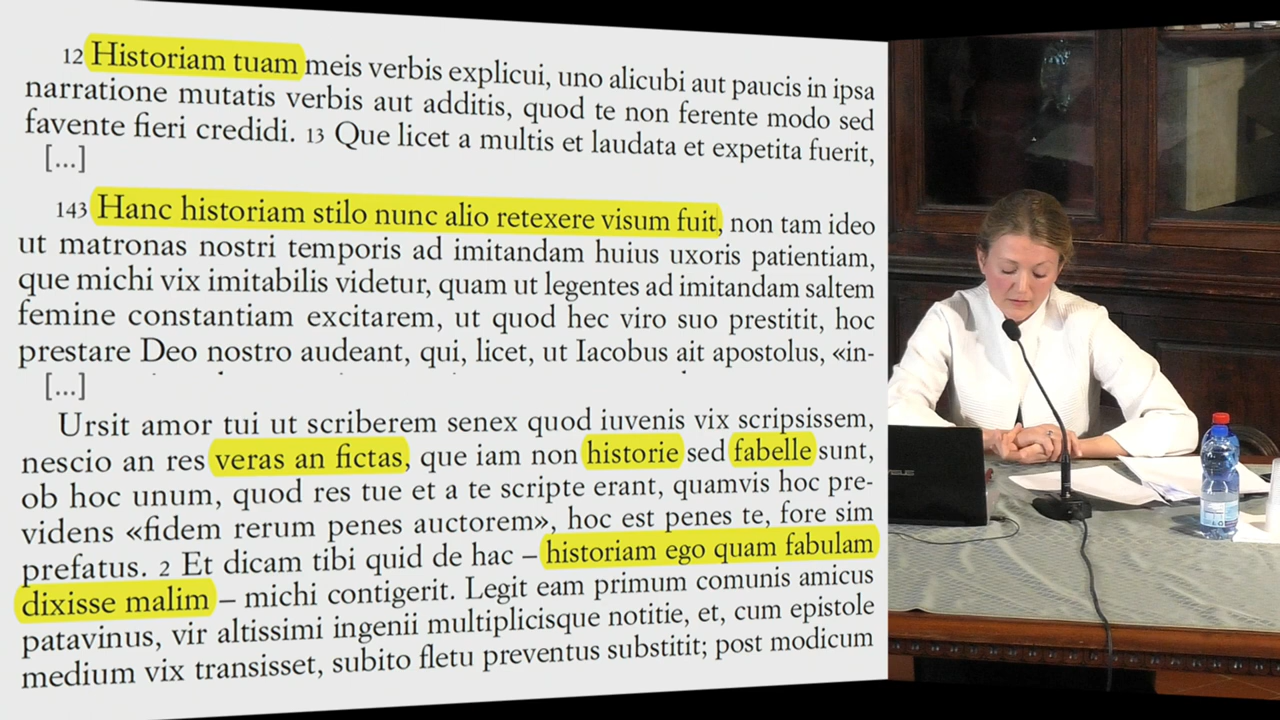 12 Historiam tuam meis verbis explicui, uno alicubi aut paucis in ipsa
narratione mutatis verbis aut additis, quod te non ferente modo sed
favente fieri credidi. 13 Que licet a multis et laudata et expetita fuerit,
[...]
143 Hanc historiam stilo nunc alio retexere visum fuit, non tam ideo
ut matronas nostri temporis ad imitandam huius uxoris patientiam,
que michi vix imitabilis videtur, quam ut legentes ad imitandam saltem
femine constantiam excitarem, ut quod hec viro suo prestitit, hoc
prestare Deo nostro audeant, qui, licet, ut Iacobus ait apostolus, «in-
[...]
Ursit amor tui ut scriberem senex quod iuvenis vix scripsissem,
nescio an res veras an fictas, que iam non historie sed fabelle sunt,
ob hoc unum, quod res tue et a te scripte erant, quamvis hoc pre-
videns «fidem rerum penes auctorem», hoc est penes te, fore sim
prefatus. 2 Et dicam tibi quid de hac – historiam ego quam fabulam
dixisse malim – michi contigerit. Legit eam primum comunis amicus
patavinus, vir altissimi ingenii multiplicisque notitie, et, cum epistole
medium vix transisset, subito fletu preventus substitit; post modicum
ASUS